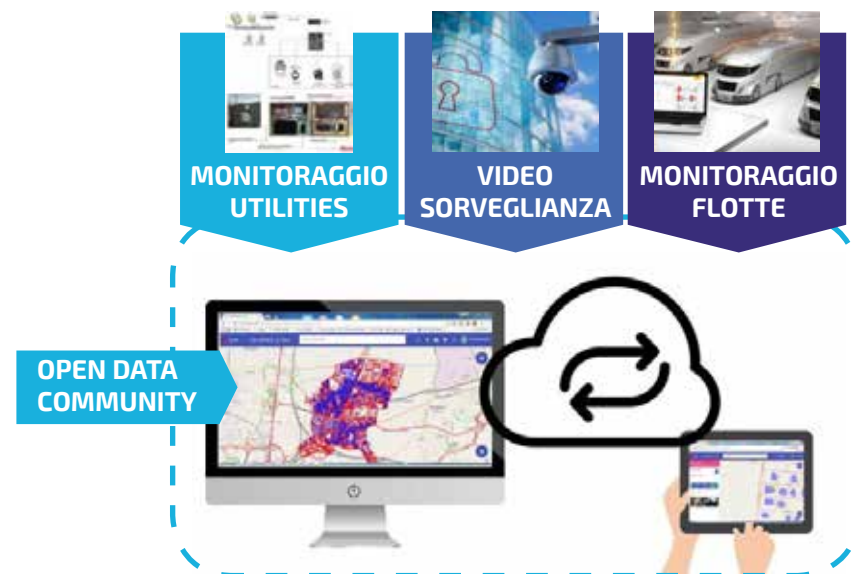 MONITORAGGIO
UTILITIES
VIDEO
SORVEGLIANZA
MONITORAGGIO
FLOTTE
OPEN DATA
COMMUNITY